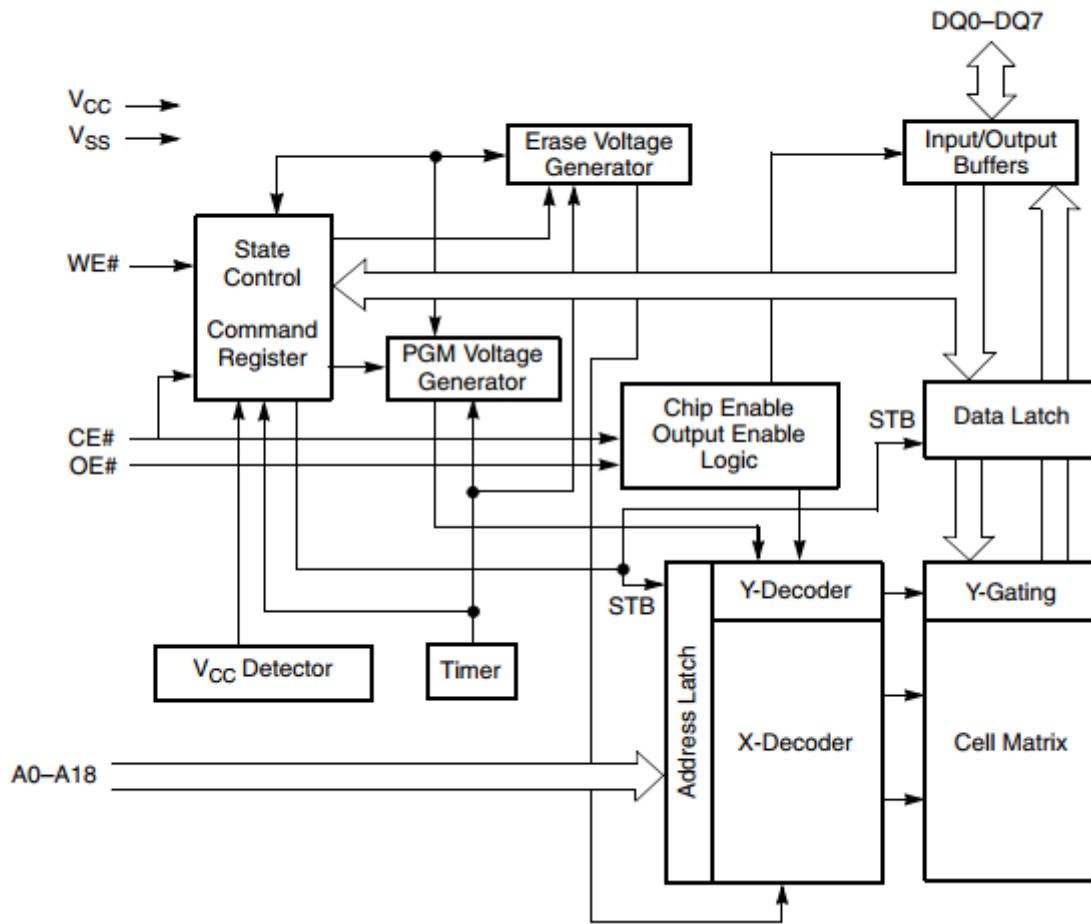 DQ0–DQ7
VCC
VSS
Erase Voltage
Generator
Input/Output
Buffers
WE#
State
Control
Command
Register
PGM Voltage
Generator
CE#
OE#
Chip Enable
Output Enable
Logic
STB
Data Latch
STB
Y-Decoder
Y-Gating
VCC Detector
Timer
Address Latch
X-Decoder
Cell Matrix
A0–A18